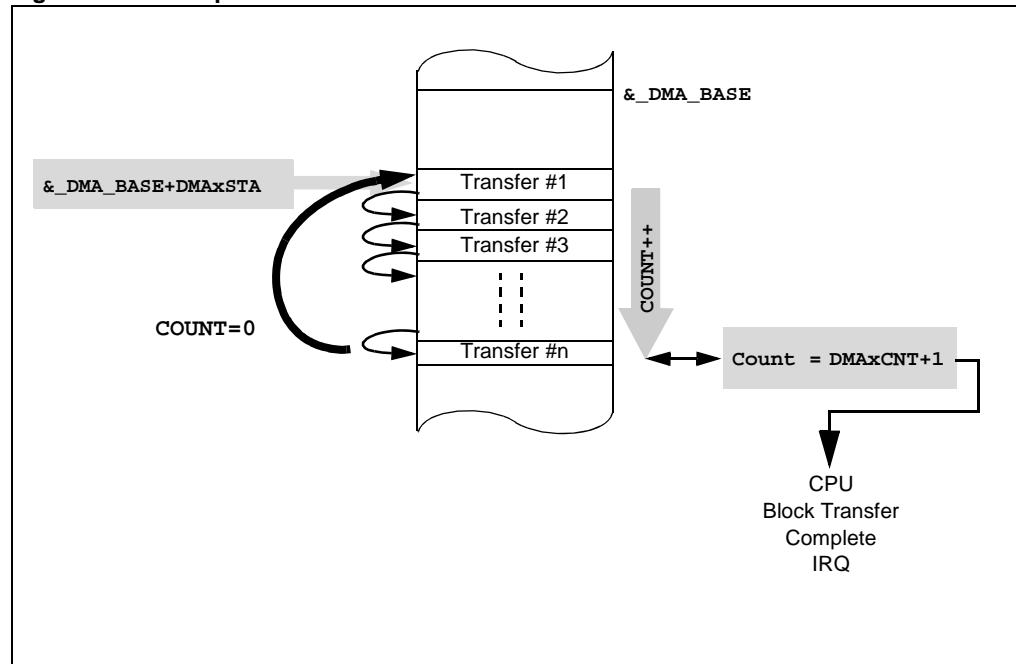 &_DMA_BASE
&_DMA_BASE+DMAxSTA
Transfer #1
Transfer #2
Transfer #3
COUNT++
COUNT=0
Transfer #n
Count = DMAxCNT+1
CPU
Block Transfer
Complete
IRQ